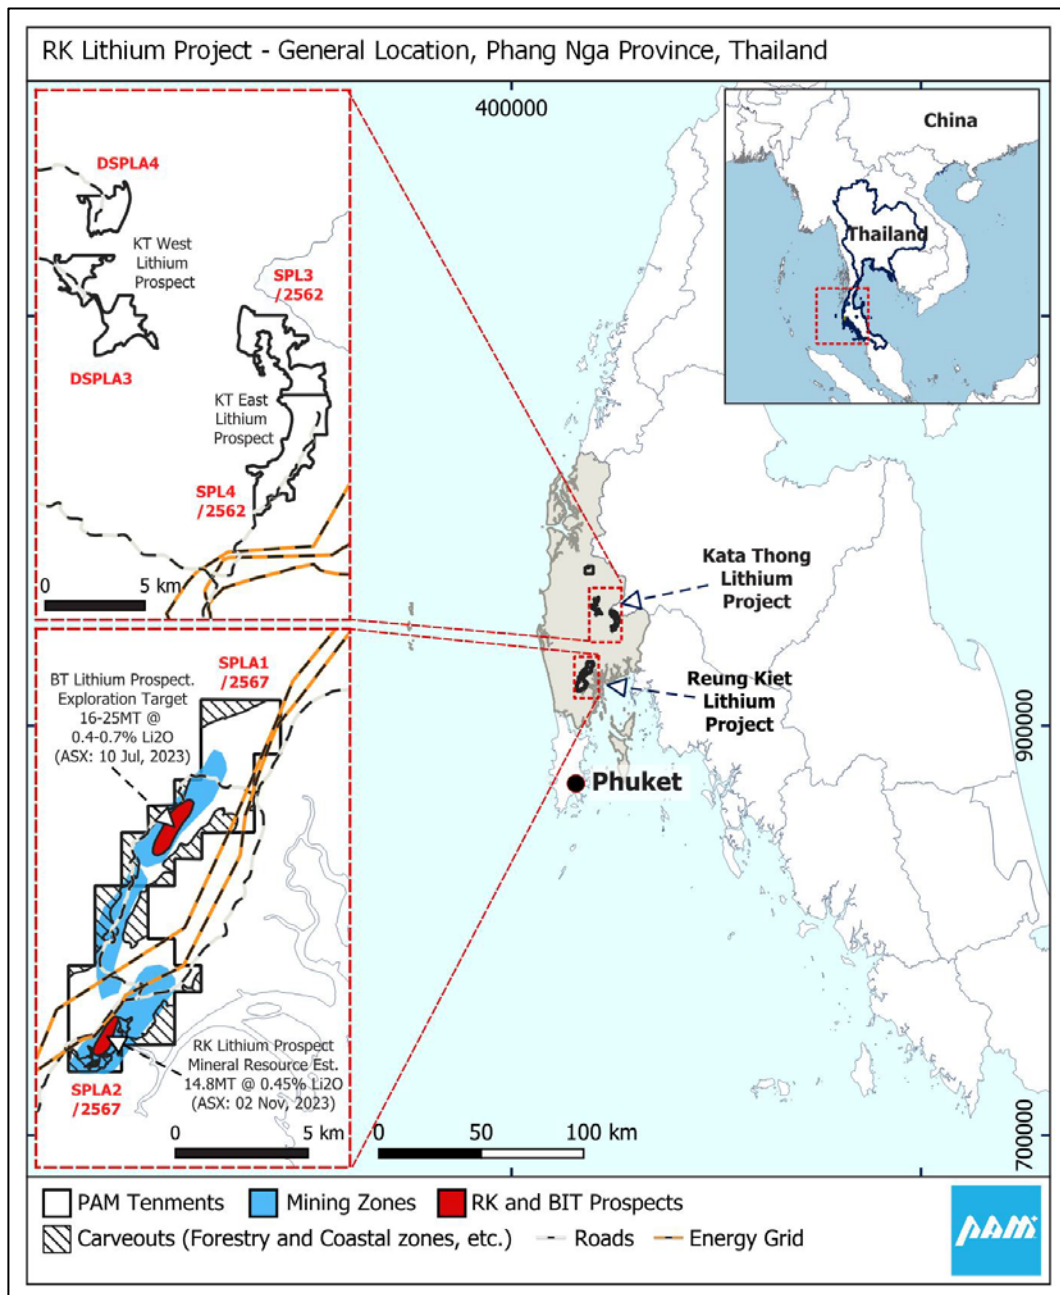 RK Lithium Project - General Location, Phang Nga Province, Thailand
400000
China
Thailand
DSPLA4
KT West
Lithium
Prospect
SPL3
/2562
DSPLA3
KT East
Lithium
Prospect
SPL4
/2562
0
5 km
Kata Thong
Lithium
Project
Reung Kiet
Lithium
Project
Phuket
900000
700000
SPLA1
/2567
BT Lithium Prospect.
Exploration Target
16-25MT @
0.4-0.7% Li2O
(ASX: 10 Jul, 2023)
RK Lithium Prospect
Mineral Resource Est.
14.8MT @ 0.45% Li2O
(ASX: 02 Nov, 2023)
SPLA2
/2567
0
5 km
0
50
100 km
PAM Tenments
Mining Zones
RK and BIT Prospects
Carveouts (Forestry and Coastal zones, etc.)
Roads
Energy Grid
PAM